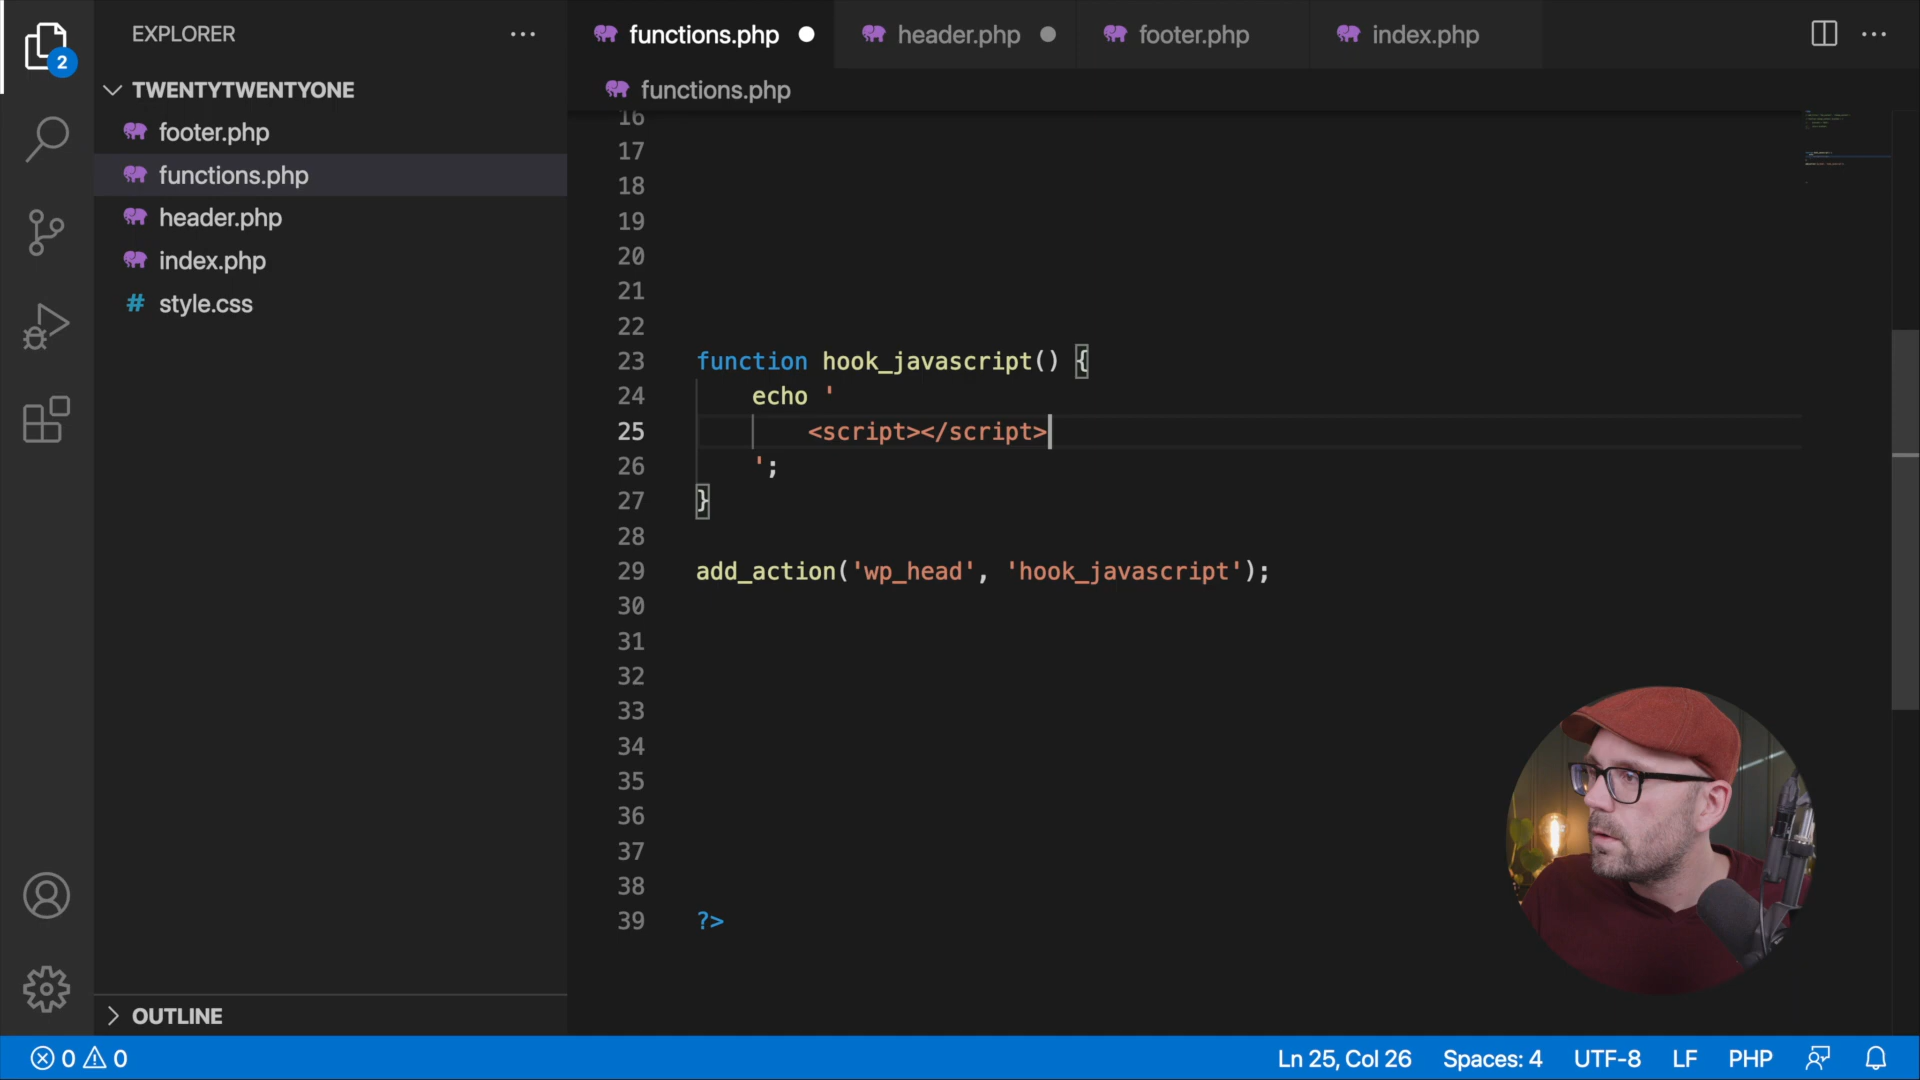 2
EXPLORER
TWENTYTWENTYONE
footer.php
functions.php
header.php
index.php
# style.css
OUTLINE
functions.php
header.php
footer.php
index.php
functions.php
16
17
18
19
20
21
22
23 function hook_javascript() {
24 echo '
25 <script></script>
26 ';
27 }
28
29 add_action('wp_head', 'hook_javascript');
30
31
32
33
34
35
36
37
38
39 ?>
0 0 Ln 25, Col 26 Spaces: 4 UTF-8 LF PHP